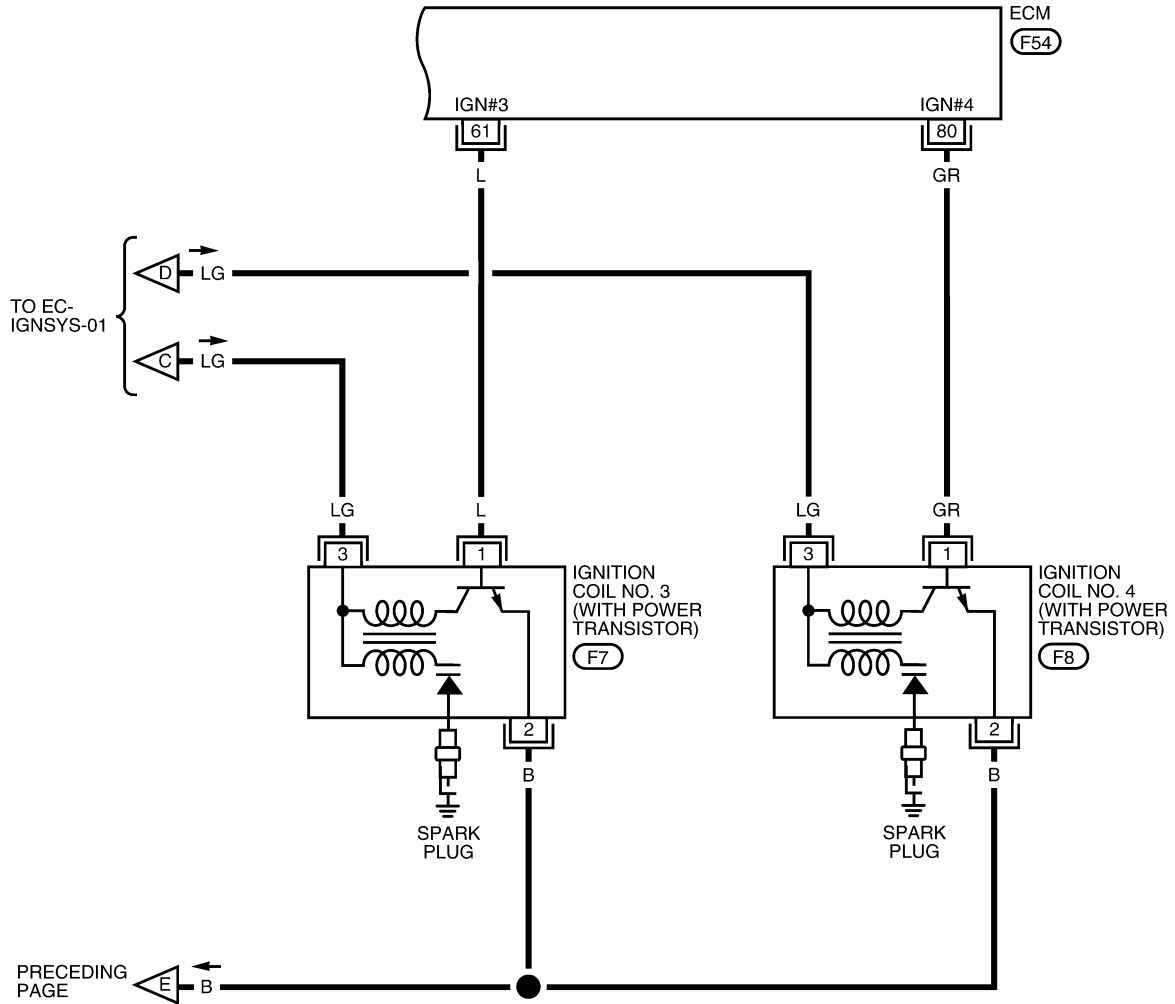 ECM
F54
IGN#3
IGN#4
61
80
L
GR
D
LG
TO EC-
IGNSYS-01
C
LG
LG
L
LG
GR
3
1
3
1
IGNITION
COIL NO. 3
(WITH POWER
TRANSISTOR)
F7
IGNITION
COIL NO. 4
(WITH POWER
TRANSISTOR)
F8
2
2
B
B
SPARK
PLUG
SPARK
PLUG
PRECEDING
PAGE
E
B